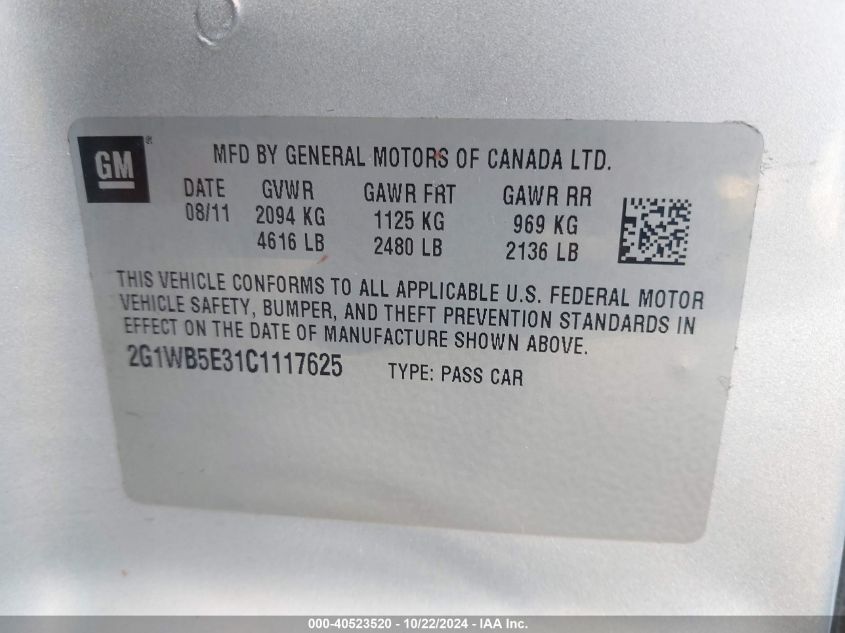 GM®
MFD BY GENERAL MOTORS OF CANADA LTD.
DATE GVWR GAWR FRT GAWR RR
08/11 2094 KG 1125 KG 969 KG
4616 LB 2480 LB 2136 LB
THIS VEHICLE CONFORMS TO ALL APPLICABLE U.S. FEDERAL MOTOR
VEHICLE SAFETY, BUMPER, AND THEFT PREVENTION STANDARDS IN
EFFECT ON THE DATE OF MANUFACTURE SHOWN ABOVE.
2G1WB5E31C1117625 TYPE: PASS CAR
000-40523520 - 10/22/2024 - IAA Inc.